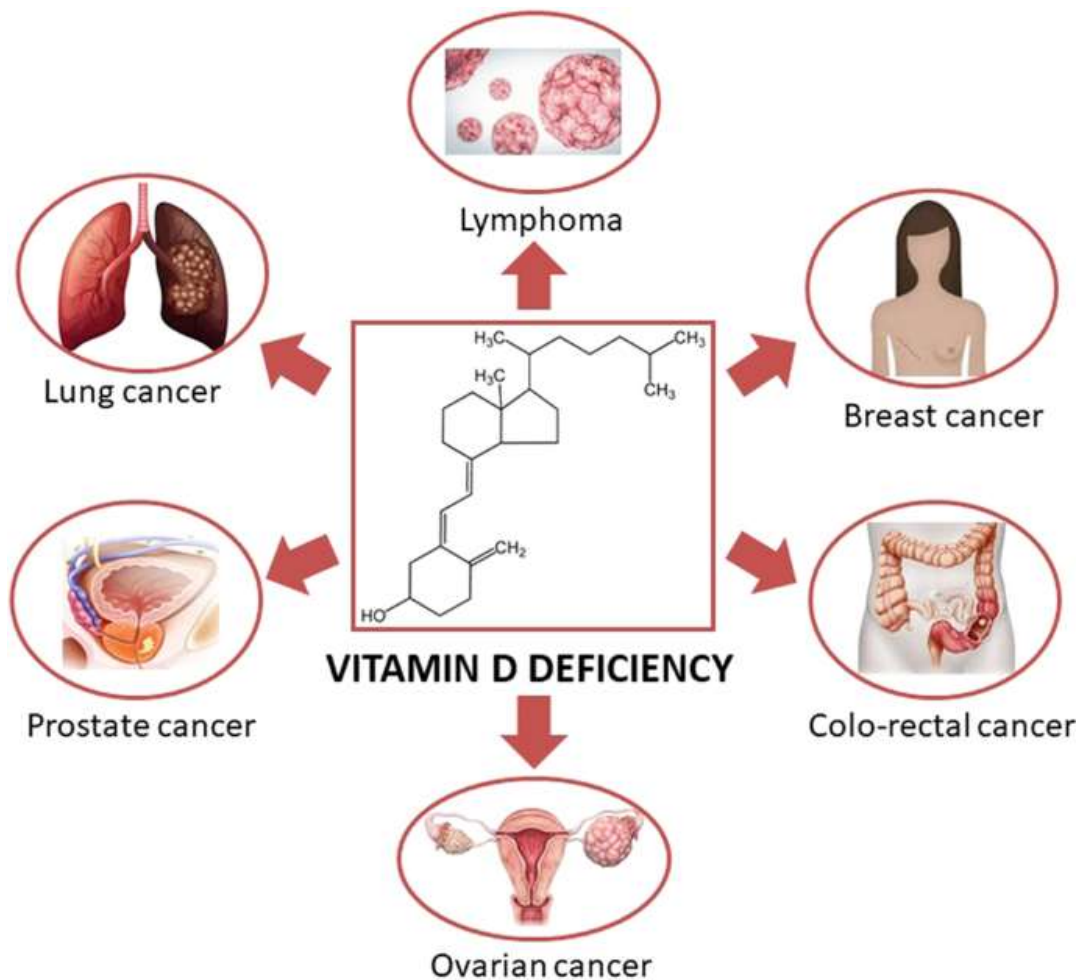 Lymphoma
Lung cancer
Breast cancer
H₃C
CH₃
H₃C
CH₃
CH₂
HO
VITAMIN D DEFICIENCY
Prostate cancer
Colo-rectal cancer
Ovarian cancer